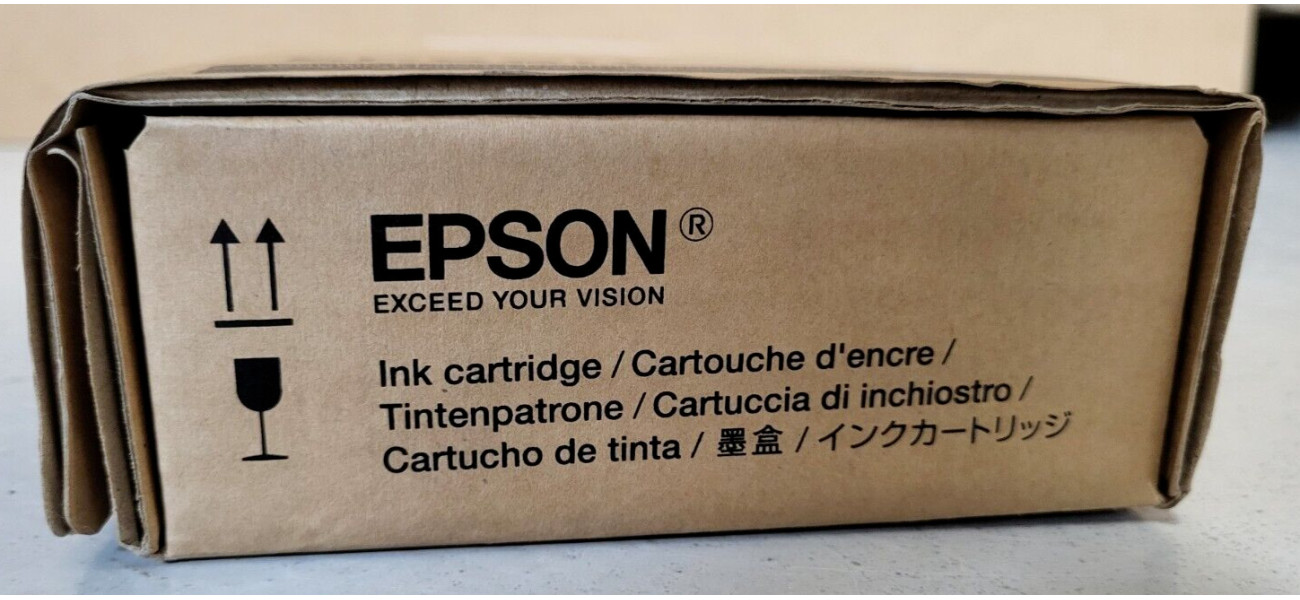 EPSON®
EXCEED YOUR VISION
Ink cartridge / Cartouche d'encre /
Tintenpatrone / Cartuccia di inchiostro /
Cartucho de tinta / 墨盒 / インクカートリッジ